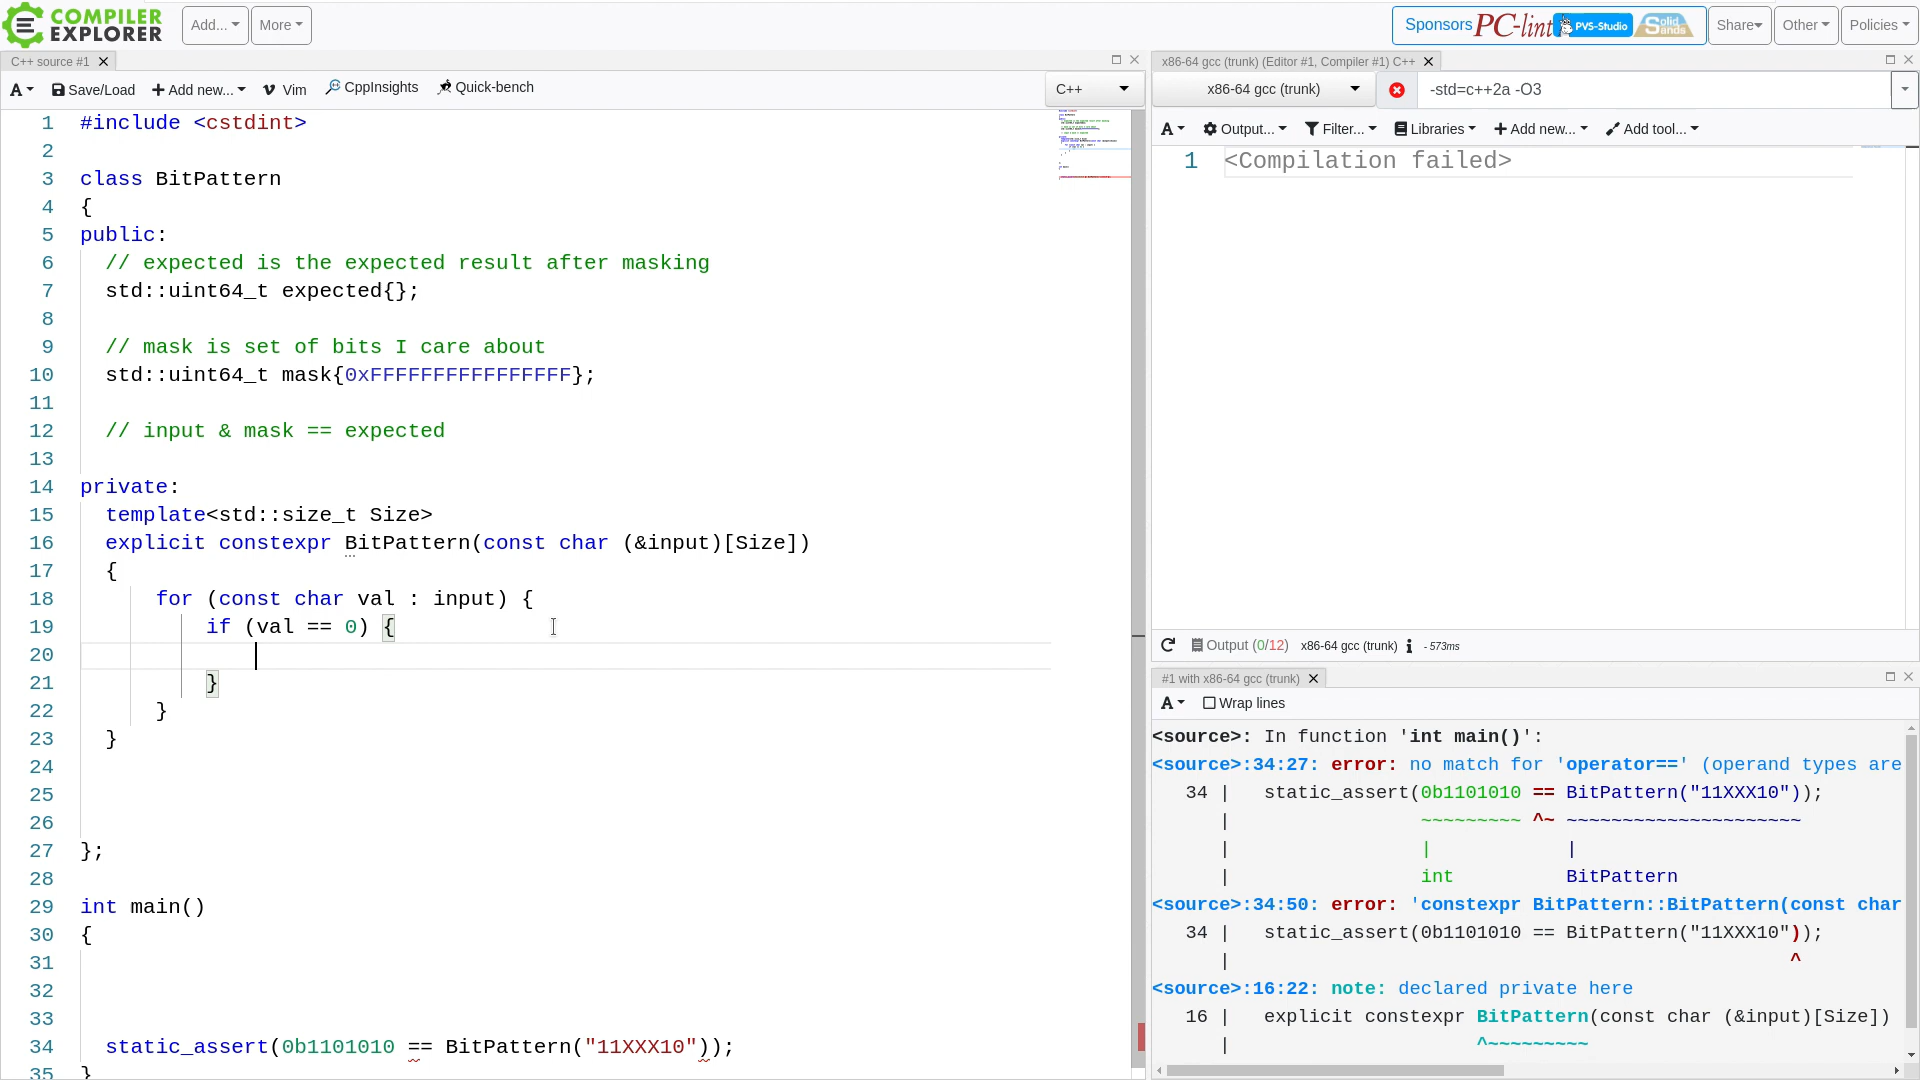 COMPILER EXPLORER
Add...
More
Sponsors PC-lint PVS-Studio Solid Sands
Share
Other
Policies
C++ source #1
A
Save/Load
Add new...
Vim
CppInsights
Quick-bench
C++
1 #include <cstdint>
2
3 class BitPattern
4 {
5 public:
6 // expected is the expected result after masking
7 std::uint64_t expected{};
8
9 // mask is set of bits I care about
10 std::uint64_t mask{0xFFFFFFFFFFFFFFFF};
11
12 // input & mask == expected
13
14 private:
15 template<std::size_t Size>
16 explicit constexpr BitPattern(const char (&input)[Size])
17 {
18 for (const char val : input) {
19 if (val == 0) {
20
21 }
22 }
23 }
24
25
26
27 };
28
29 int main()
30 {
31
32
33
34 static_assert(0b1101010 == BitPattern("11XXX10"));
35 }
x86-64 gcc (trunk) (Editor #1, Compiler #1) C++
x86-64 gcc (trunk)
-std=c++2a -O3
A
Output...
Filter...
Libraries
Add new...
Add tool...
1 <Compilation failed>
Output (0/12) x86-64 gcc (trunk) i - 573ms
#1 with x86-64 gcc (trunk)
A
Wrap lines
<source>: In function 'int main()':
<source>:34:27: error: no match for 'operator==' (operand types are
34 | static_assert(0b1101010 == BitPattern("11XXX10"));
| ~~~~~~~~~ ^~ ~~~~~~~~~~~~~~~~~~~~~
| | |
| int BitPattern
<source>:34:50: error: 'constexpr BitPattern::BitPattern(const char
34 | static_assert(0b1101010 == BitPattern("11XXX10"));
| ^
<source>:16:22: note: declared private here
16 | explicit constexpr BitPattern(const char (&input)[Size])
| ^~~~~~~~~~